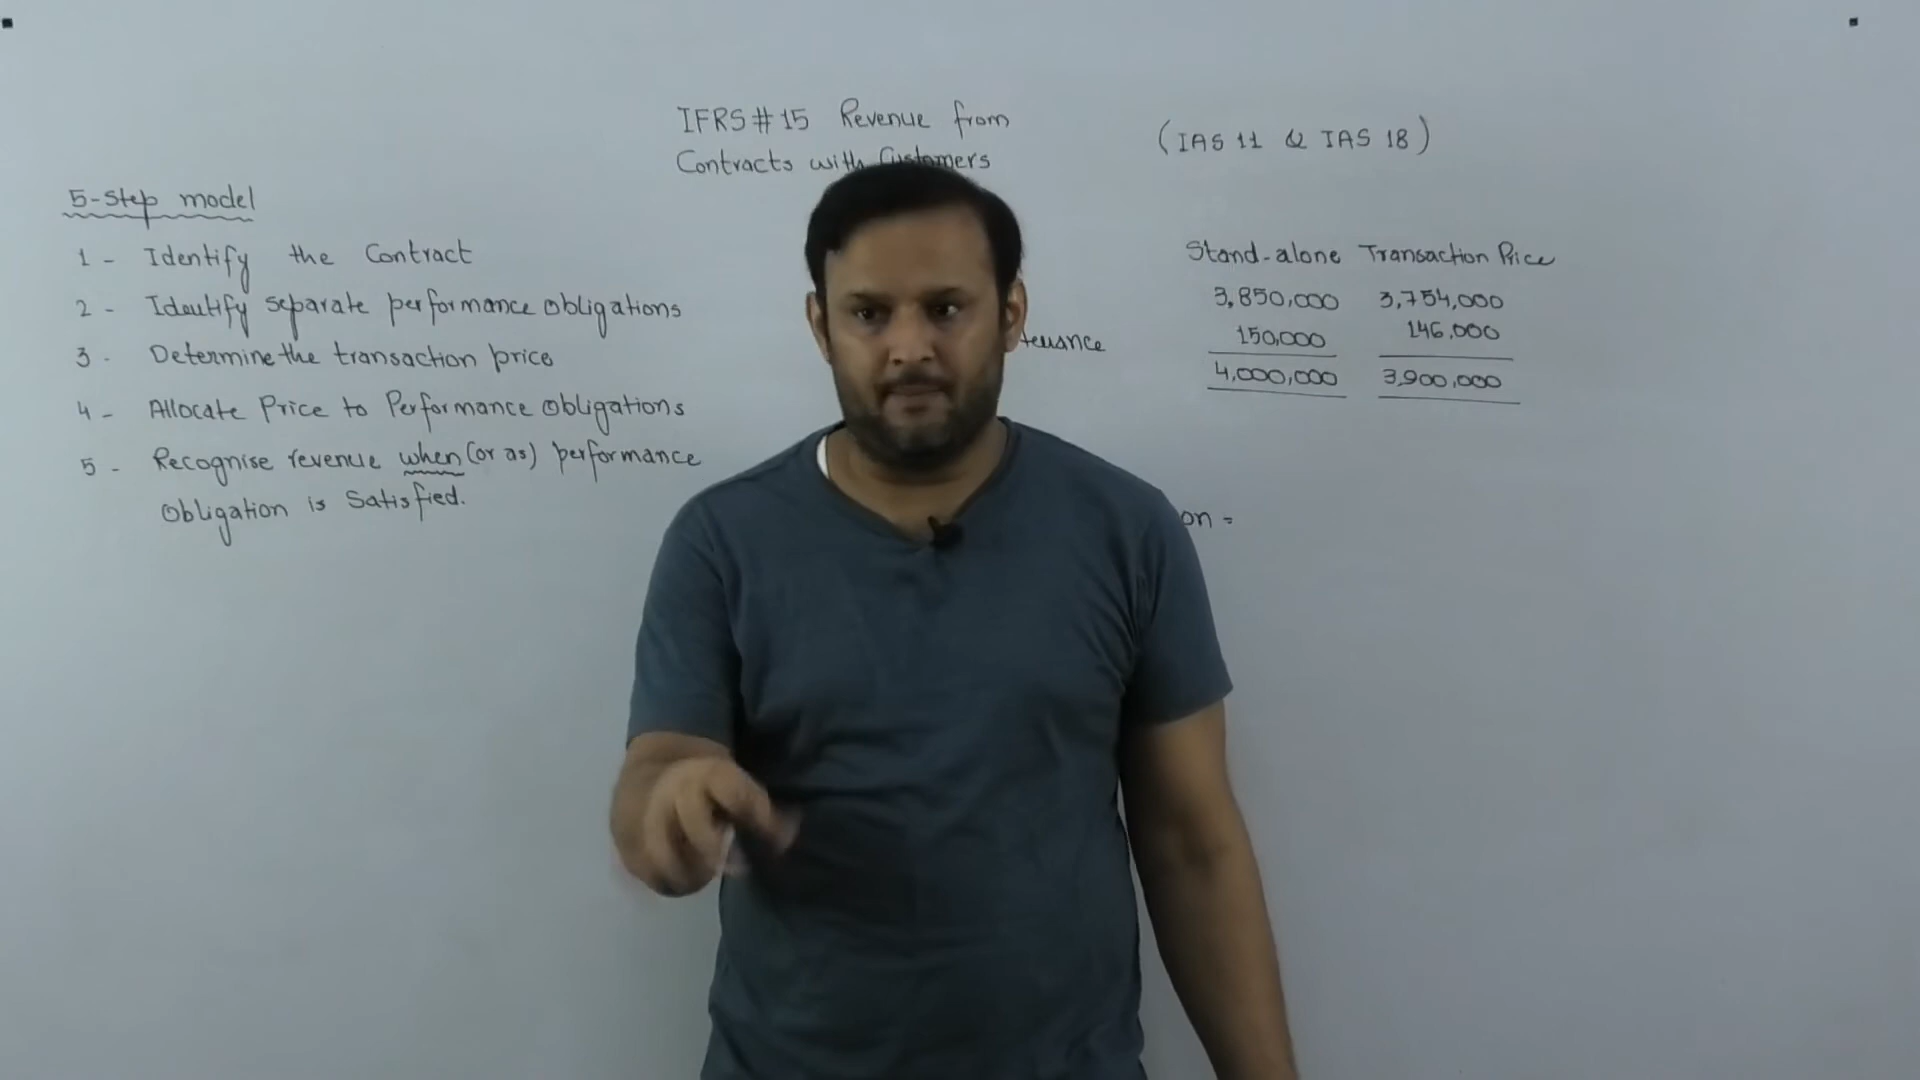 IFRS # 15 Revenue from
Contracts with Customers
(IAS 11 & IAS 18)
5-Step model
1 - Identify the Contract
2 - Identify separate performance obligations
3 - Determine the transaction price
4 - Allocate Price to Performance Obligations
5 - Recognise revenue when (or as) performance
Obligation is Satisfied.
Stand-alone Transaction Price
3,850,000 3,754,000
150,000 146,000
4,000,000 3,900,000